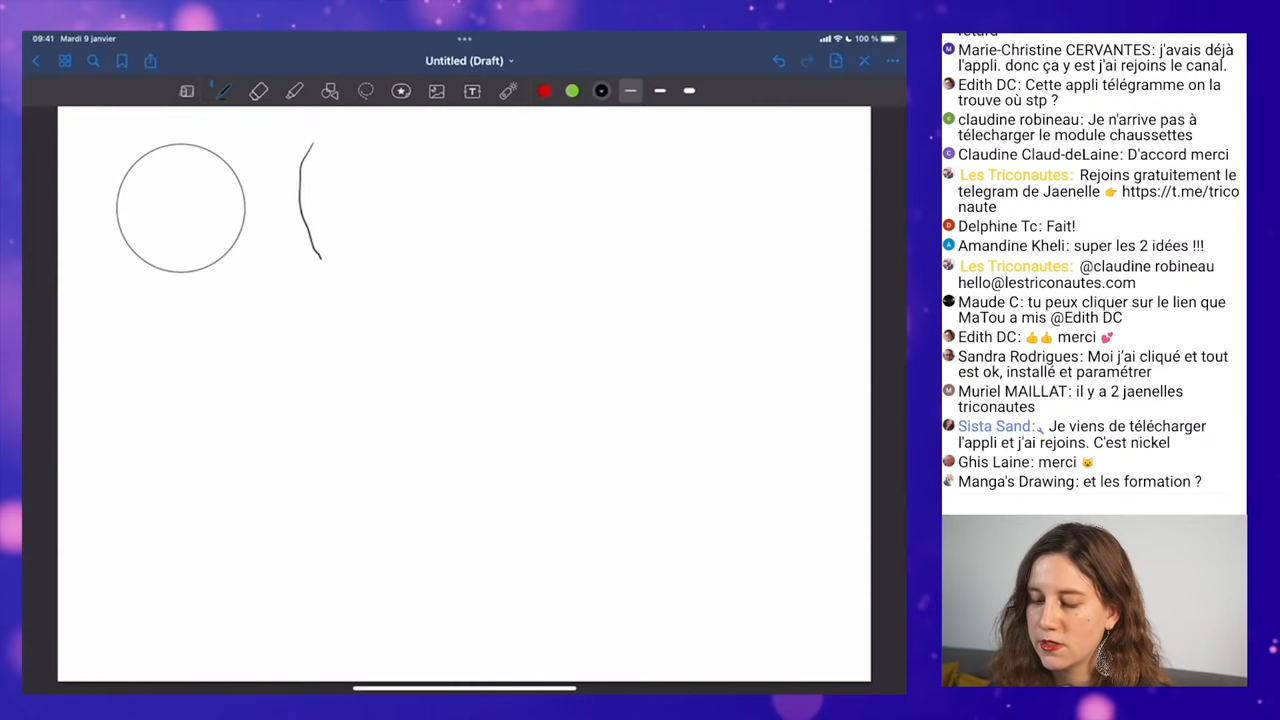 09:41 Mardi 9 janvier
100 %
Untitled (Draft)
retard
Marie-Christine CERVANTES: j'avais déjà
l'appli. donc ça y est j'ai rejoins le canal.
Edith DC: Cette appli télégramme on la
trouve où stp ?
claudine robineau: Je n'arrive pas à
télecharger le module chaussettes
Claudine Claud-deLaine: D'accord merci
Les Triconautes: Rejoins gratuitement le
telegram de Jaenelle 👉 https://t.me/trico
naute
Delphine Tc: Fait!
Amandine Kheli: super les 2 idées !!!
Les Triconautes: @claudine robineau
hello@lestriconautes.com
Maude C: tu peux cliquer sur le lien que
MaTou a mis @Edith DC
Edith DC: 👍👍 merci 💕
Sandra Rodrigues: Moi j'ai cliqué et tout
est ok, installé et paramétrer
Muriel MAILLAT: il y a 2 jaenelles
triconautes
Sista Sand: Je viens de télécharger
l'appli et j'ai rejoins. C'est nickel
Ghis Laine: merci 😺
Manga's Drawing: et les formation ?